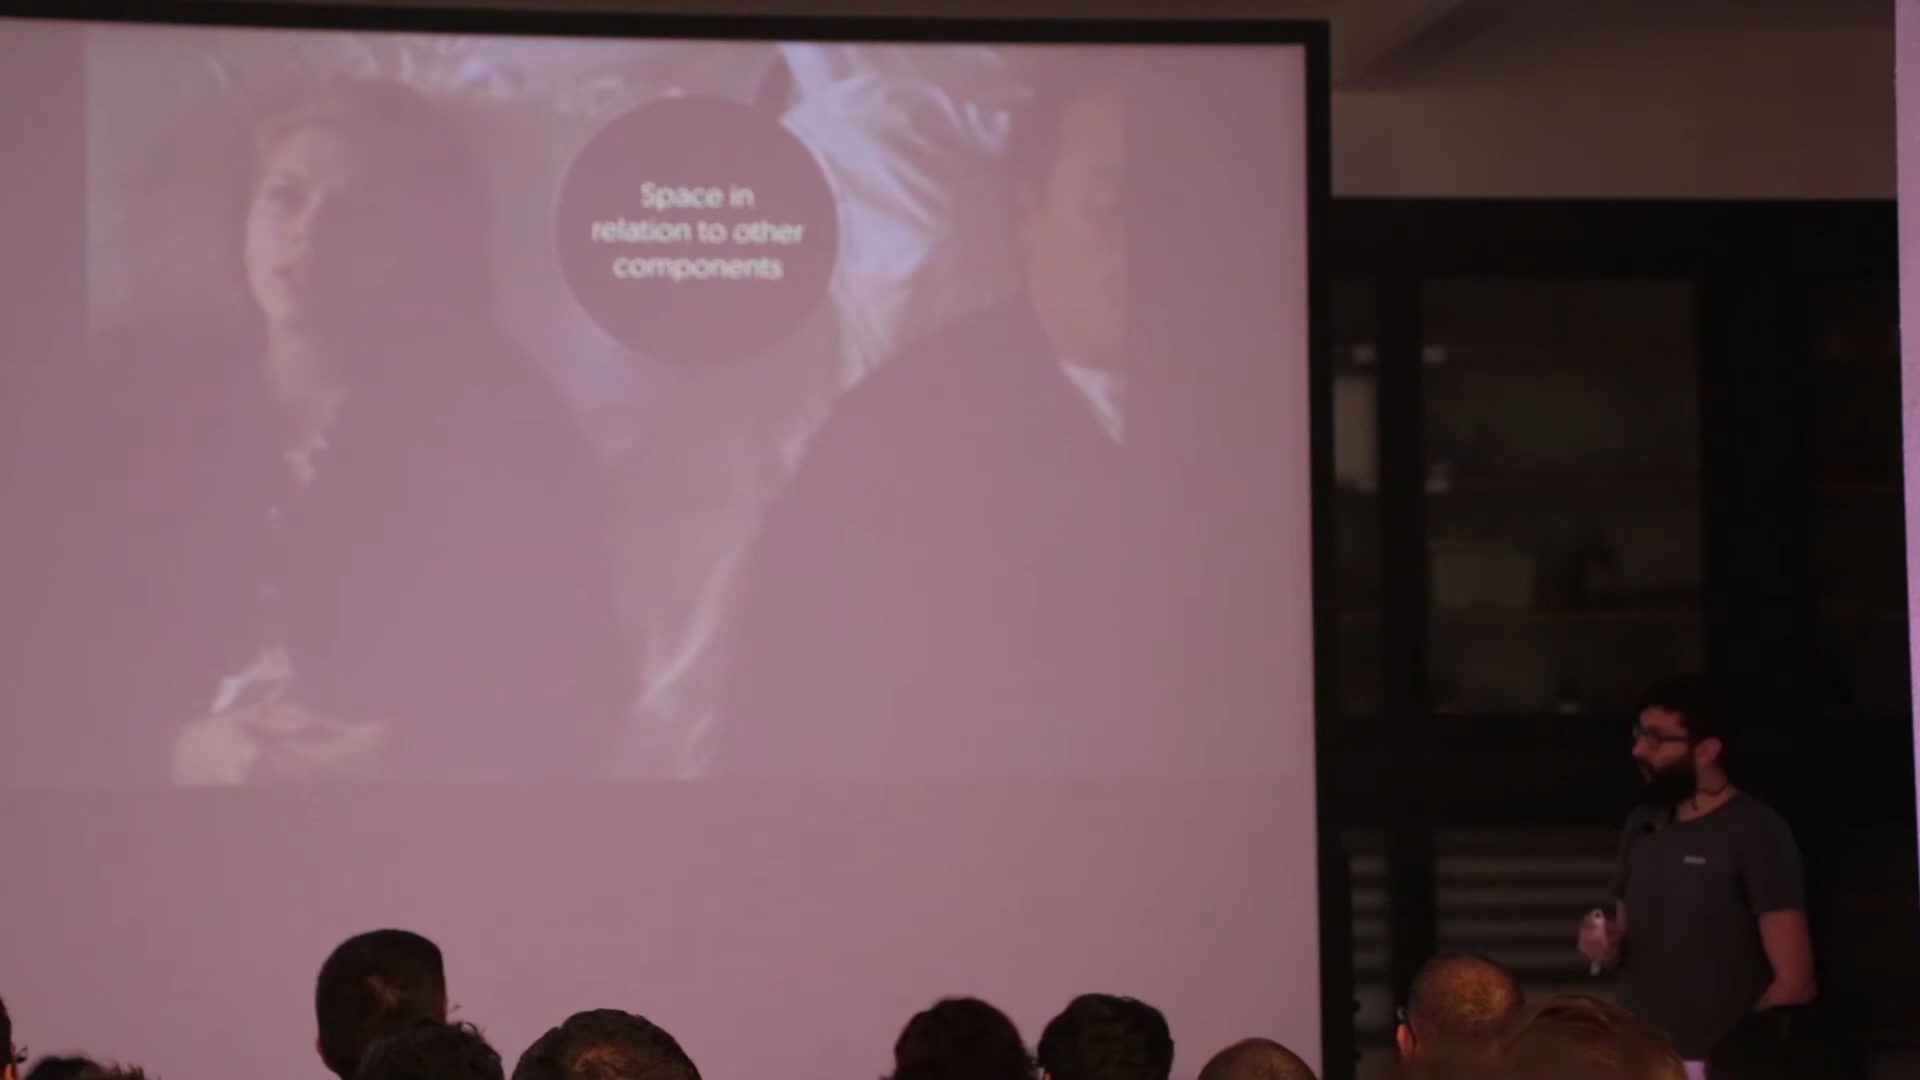 Space in
relation to other
components